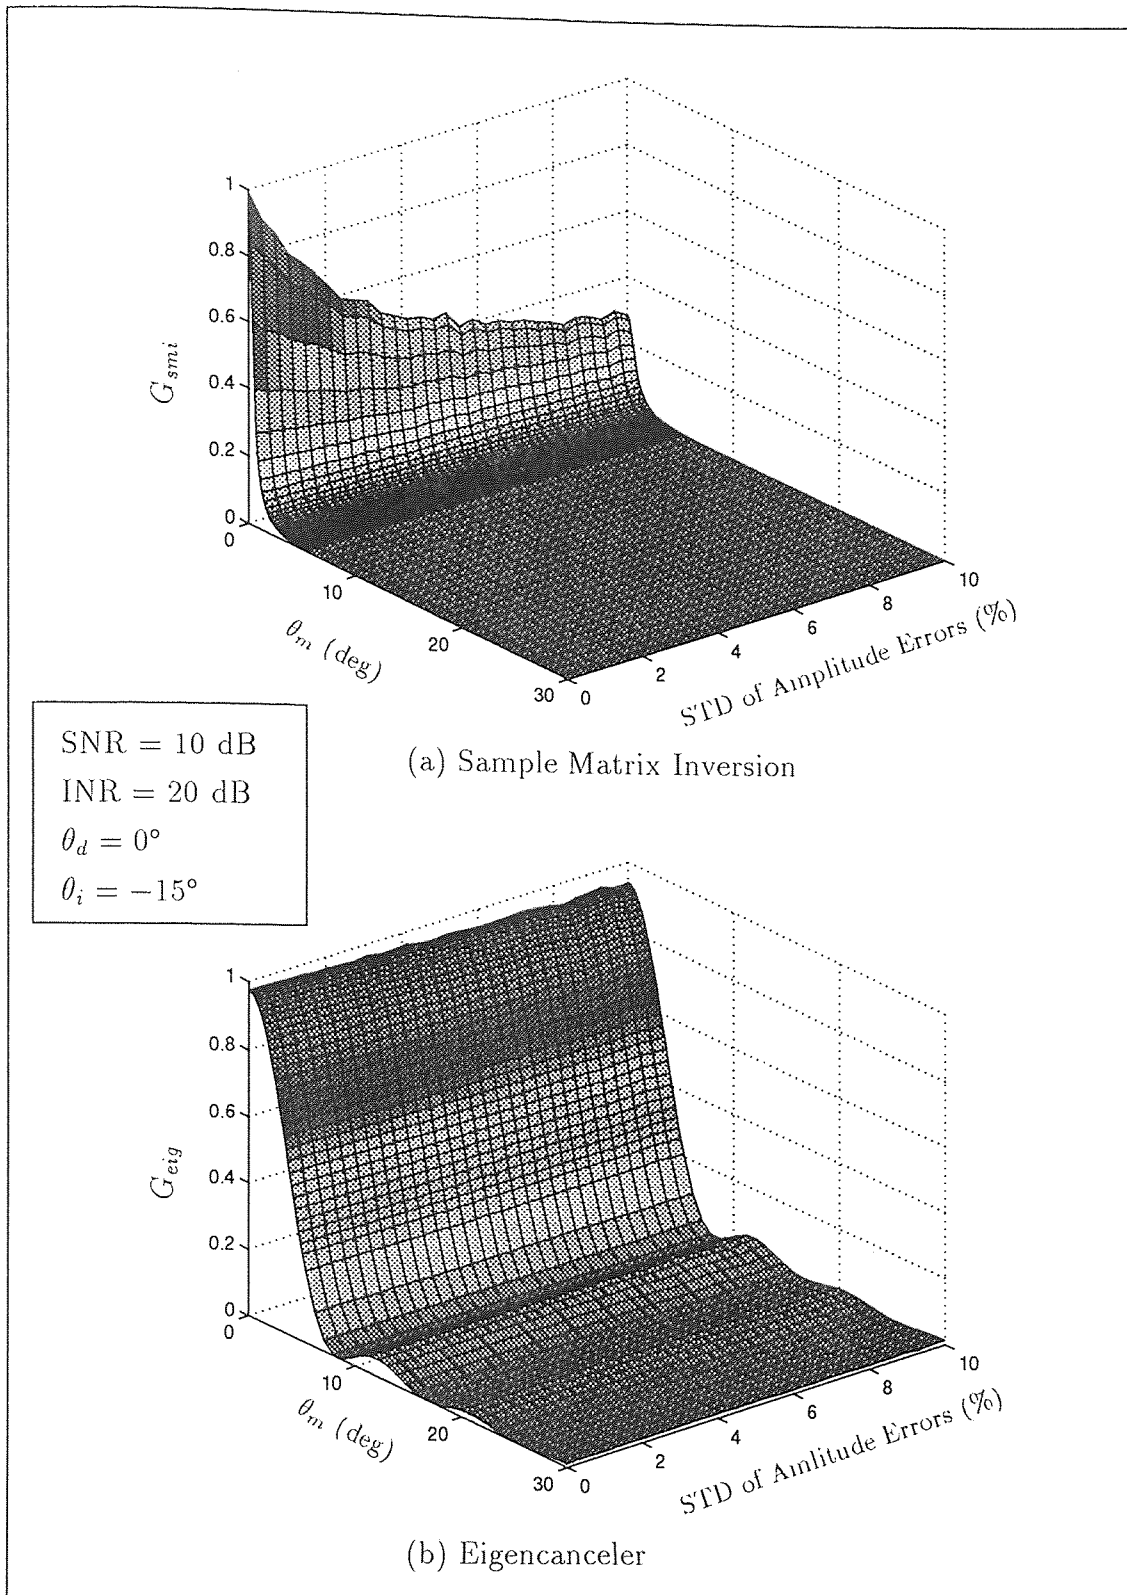 1
0.8
0.6
0.4
0.2
0
G_smi
0
10
20
30
θ_m (deg)
0
2
4
6
8
10
STD of Amplitude Errors (%)
(a) Sample Matrix Inversion
SNR = 10 dB
INR = 20 dB
θ_d = 0°
θ_i = −15°
1
0.8
0.6
0.4
0.2
0
G_eig
0
10
20
30
θ_m (deg)
0
2
4
6
8
10
STD of Amlitude Errors (%)
(b) Eigencanceler